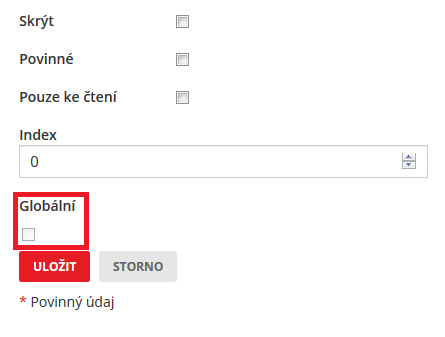 Skrýt
Povinné
Pouze ke čtení
Index
0
Globální
ULOŽIT STORNO
* Povinný údaj